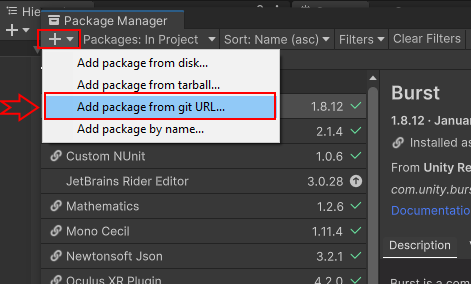 Hier
Package Manager
+ Packages: In Project Sort: Name (asc) Filters Clear Filters
Add package from disk...
Add package from tarball...
Add package from git URL...
Add package by name...
1.8.12
2.1.4
Custom NUnit 1.0.6
JetBrains Rider Editor 3.0.28
Mathematics 1.2.6
Mono Cecil 1.11.4
Newtonsoft Json 3.2.1
Oculus XR Plugin 4.2.0
Burst
1.8.12 · Januar
Installed as
From Unity Re
com.unity.burs
Documentation
Description
Burst is a com